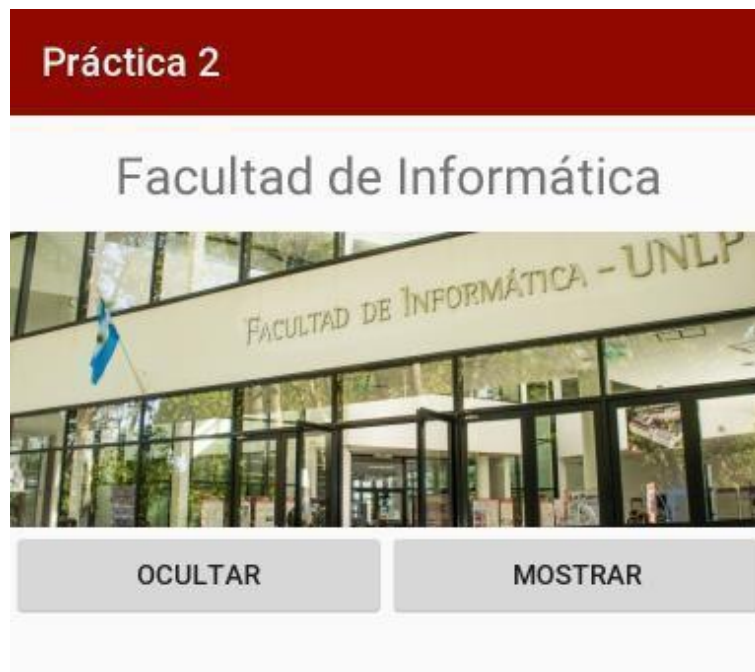 Práctica 2
Facultad de Informática
FACULTAD DE INFORMÁTICA - UNLP
OCULTAR
MOSTRAR